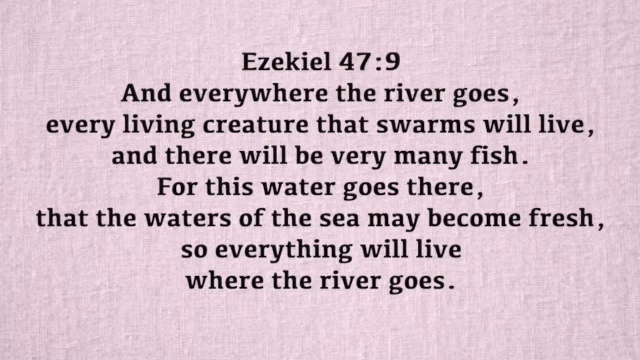 Ezekiel 47:9
And everywhere the river goes,
every living creature that swarms will live,
and there will be very many fish.
For this water goes there,
that the waters of the sea may become fresh,
so everything will live
where the river goes.